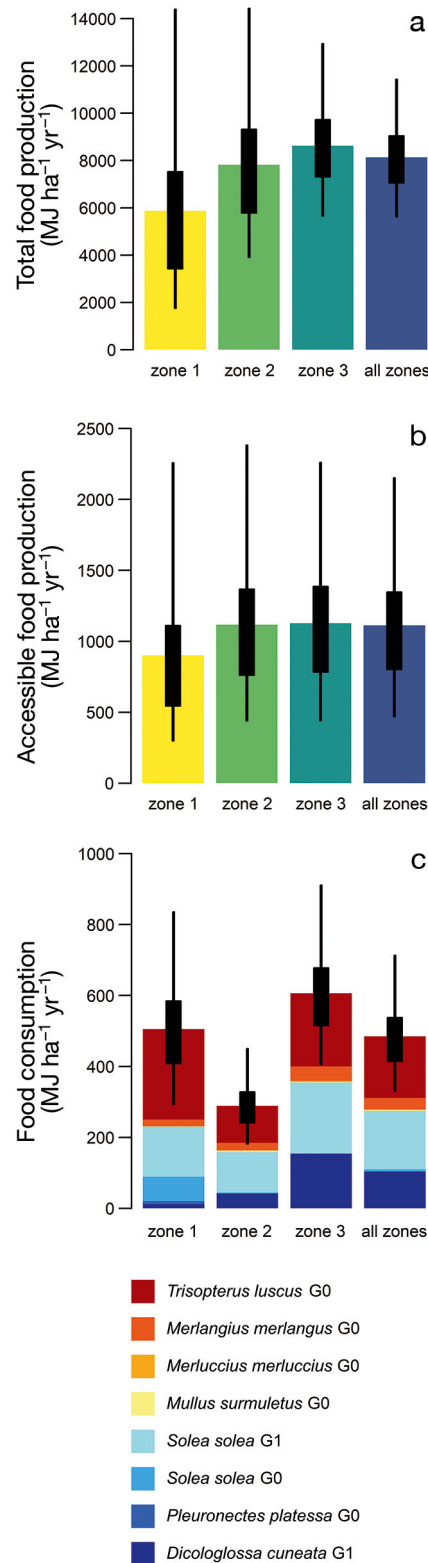 a
Total food production
(MJ ha⁻¹ yr⁻¹)
14000
12000
10000
8000
6000
4000
2000
0
zone 1 zone 2 zone 3 all zones
b
Accessible food production
(MJ ha⁻¹ yr⁻¹)
2500
2000
1500
1000
500
0
zone 1 zone 2 zone 3 all zones
c
Food consumption
(MJ ha⁻¹ yr⁻¹)
1000
800
600
400
200
0
zone 1 zone 2 zone 3 all zones
Trisopterus luscus G0
Merlangius merlangus G0
Merluccius merluccius G0
Mullus surmuletus G0
Solea solea G1
Solea solea G0
Pleuronectes platessa G0
Dicologlossa cuneata G1